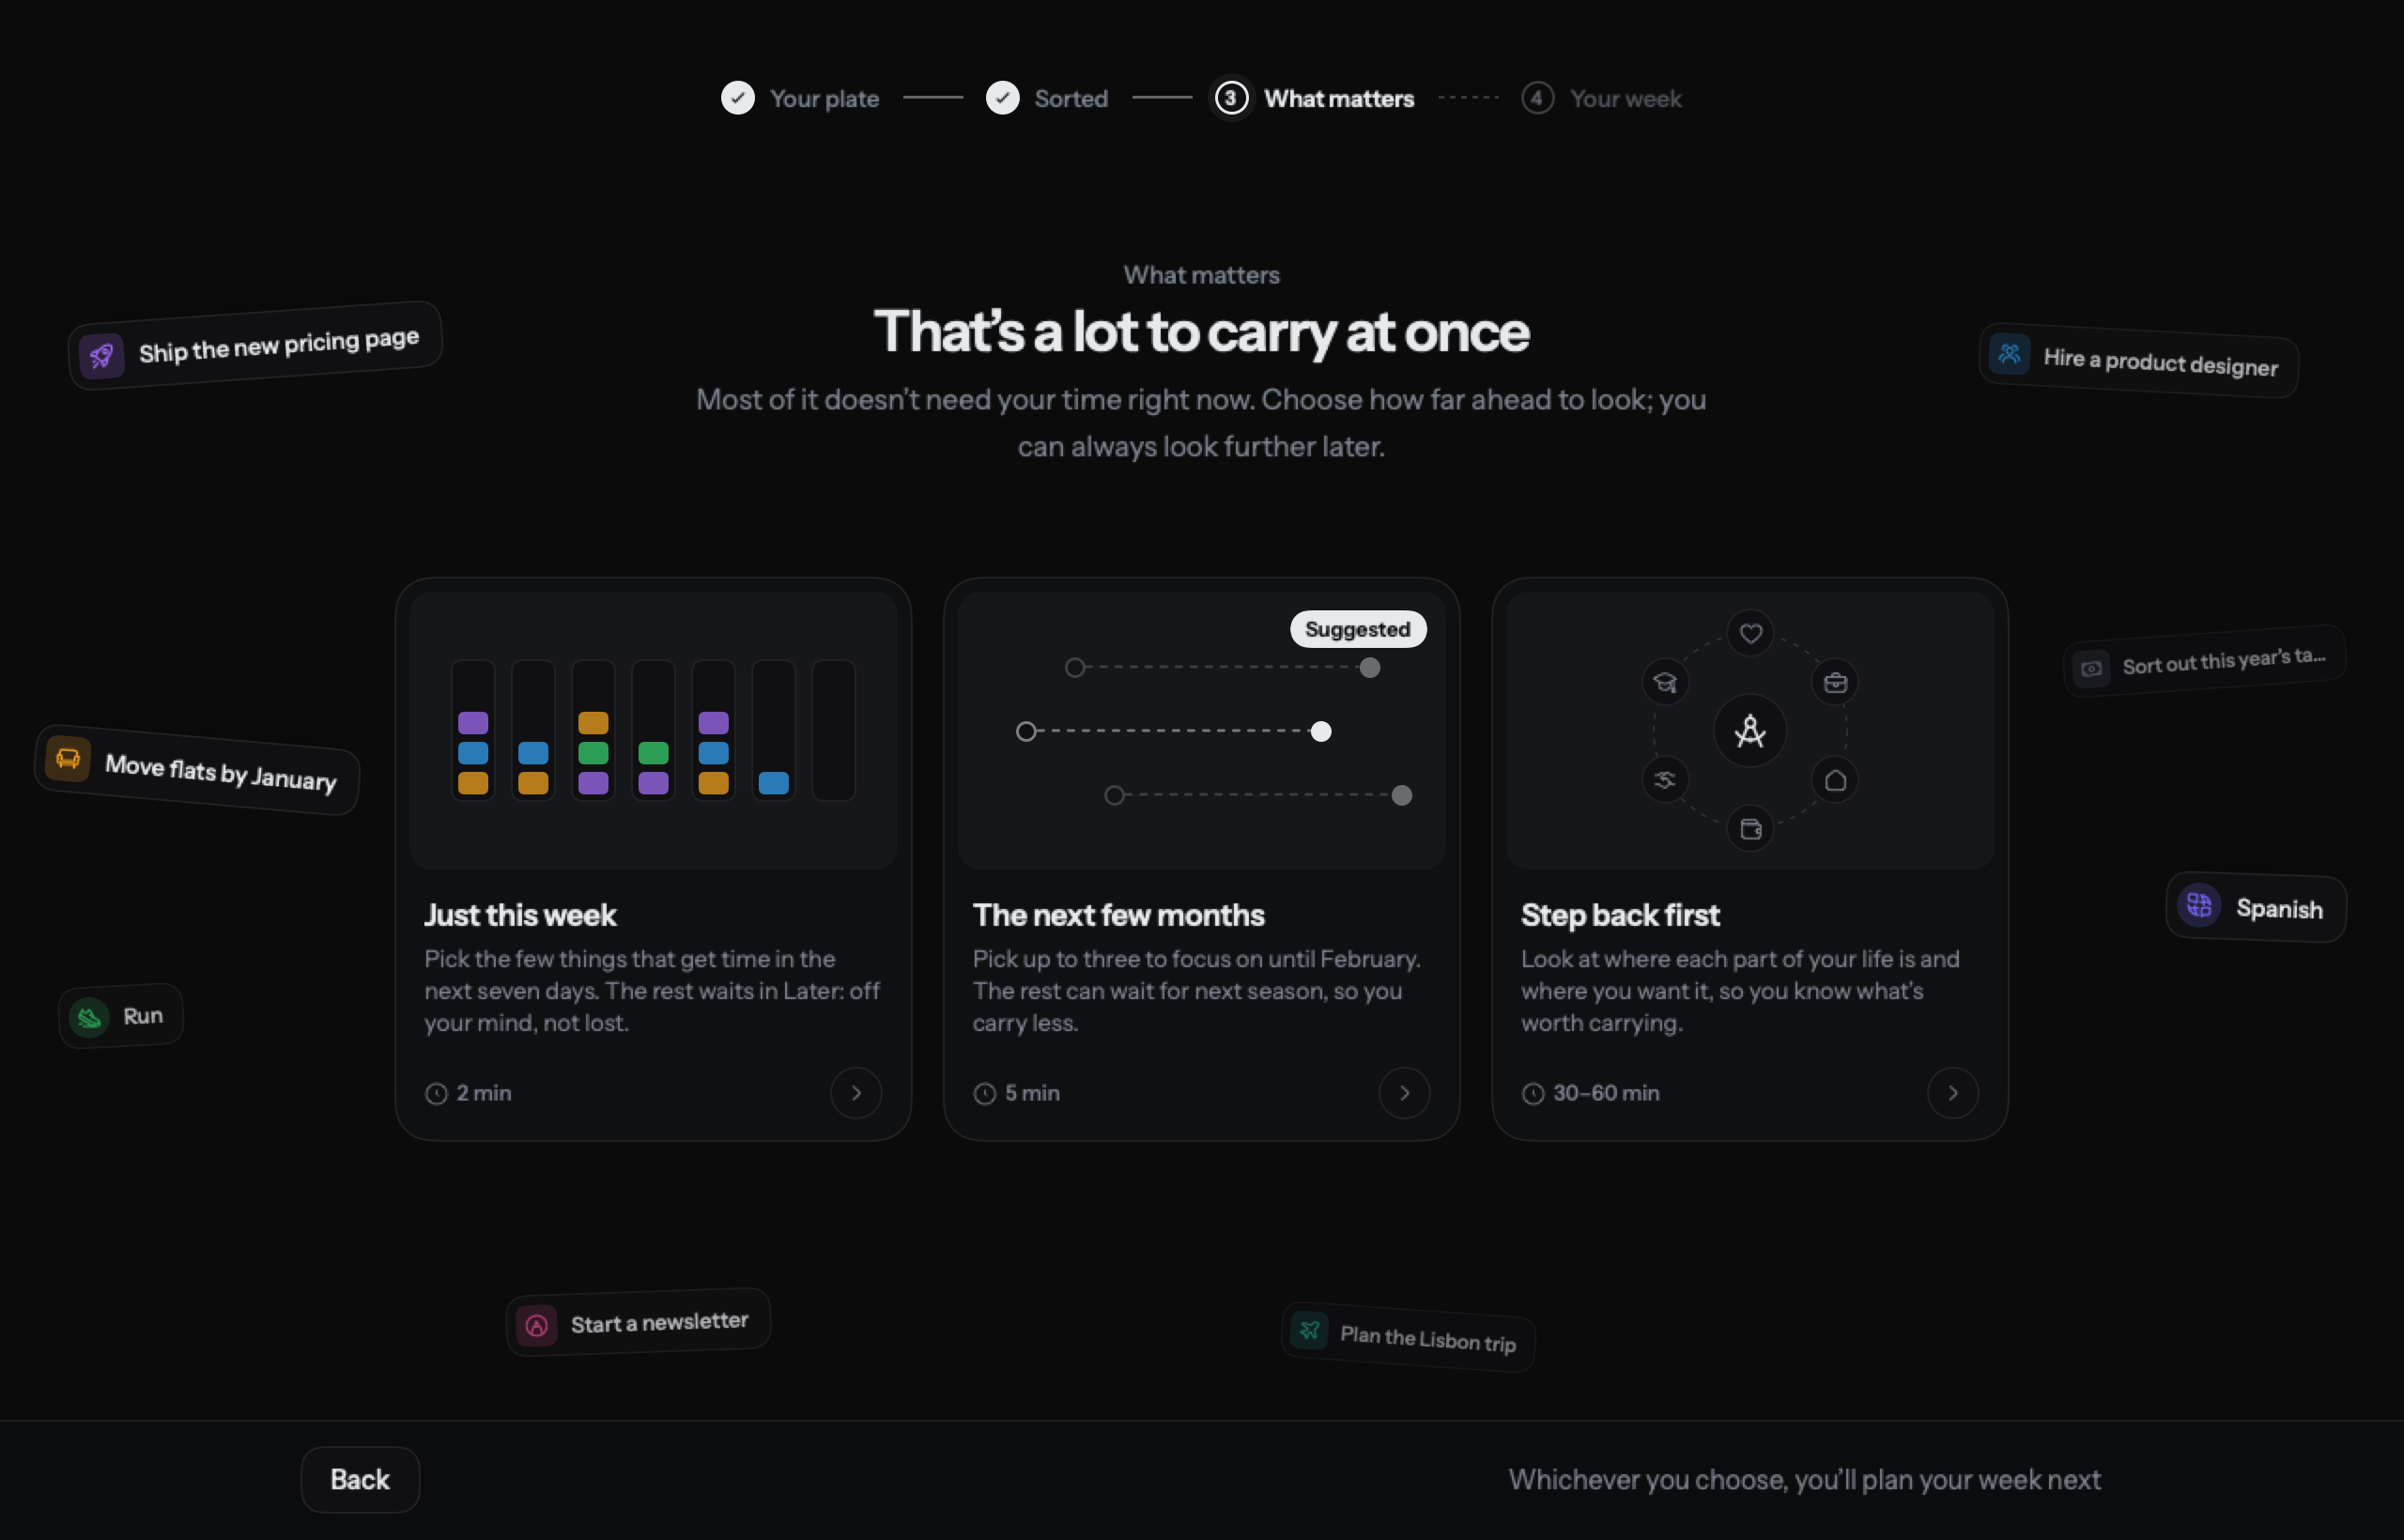 Your plate
Sorted
3 What matters
4 Your week
What matters
That’s a lot to carry at once
Most of it doesn’t need your time right now. Choose how far ahead to look; you
can always look further later.
Ship the new pricing page
Hire a product designer
Sort out this year’s ta...
Move flats by January
Spanish
Run
Just this week
Pick the few things that get time in the
next seven days. The rest waits in Later: off
your mind, not lost.
2 min
Suggested
The next few months
Pick up to three to focus on until February.
The rest can wait for next season, so you
carry less.
5 min
Step back first
Look at where each part of your life is and
where you want it, so you know what’s
worth carrying.
30–60 min
Start a newsletter
Plan the Lisbon trip
Back
Whichever you choose, you’ll plan your week next